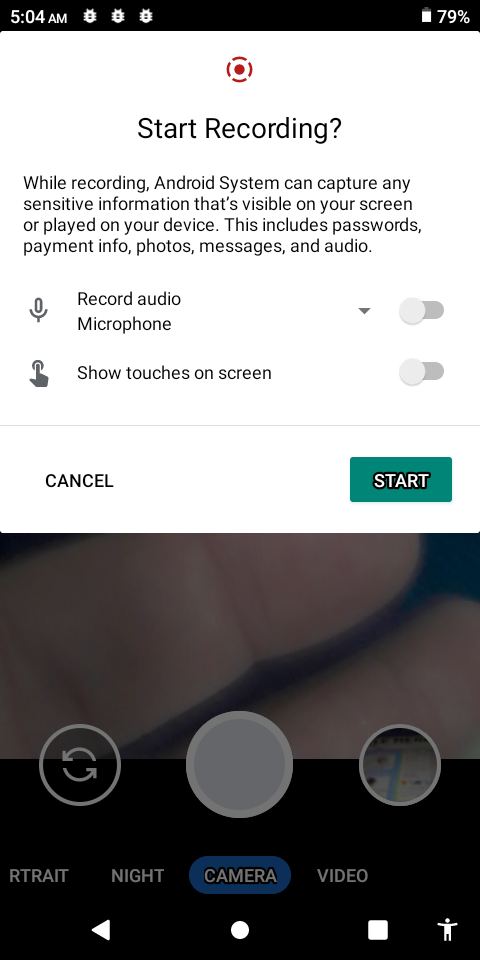 5:04 AM 79%
Start Recording?
While recording, Android System can capture any
sensitive information that’s visible on your screen
or played on your device. This includes passwords,
payment info, photos, messages, and audio.
Record audio
Microphone
Show touches on screen
CANCEL START
RTRAIT NIGHT CAMERA VIDEO